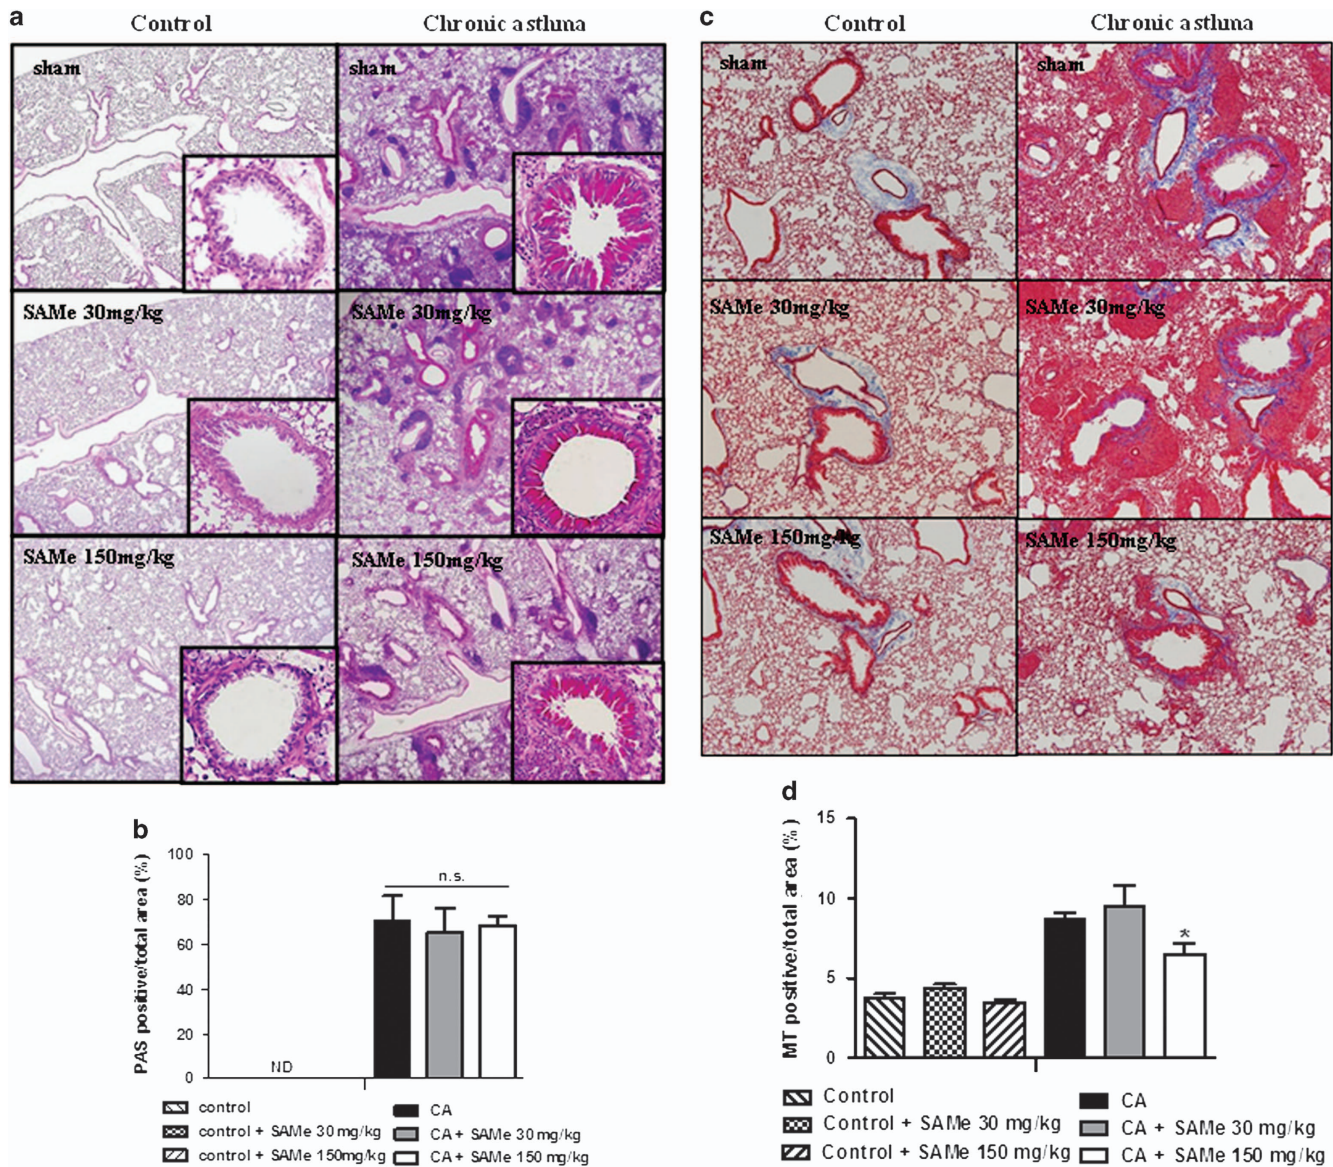 a
Control
Chronic asthma
sham
sham
SAMe 30mg/kg
SAMe 30mg/kg
SAMe 150mg/kg
SAMe 150mg/kg
c
Control
Chronic asthma
sham
sham
SAMe 30mg/kg
SAMe 30mg/kg
SAMe 150mg/kg
SAMe 150mg/kg
b
PAS positive/total area (%)
100
80
60
40
20
0
ND
n.s.
control
control + SAMe 30 mg/kg
control + SAMe 150mg/kg
CA
CA + SAMe 30 mg/kg
CA + SAMe 150 mg/kg
d
MT positive/total area (%)
15
10
5
0
*
Control
Control + SAMe 30 mg/kg
Control + SAMe 150 mg/kg
CA
CA + SAMe 30 mg/kg
CA + SAMe 150 mg/kg